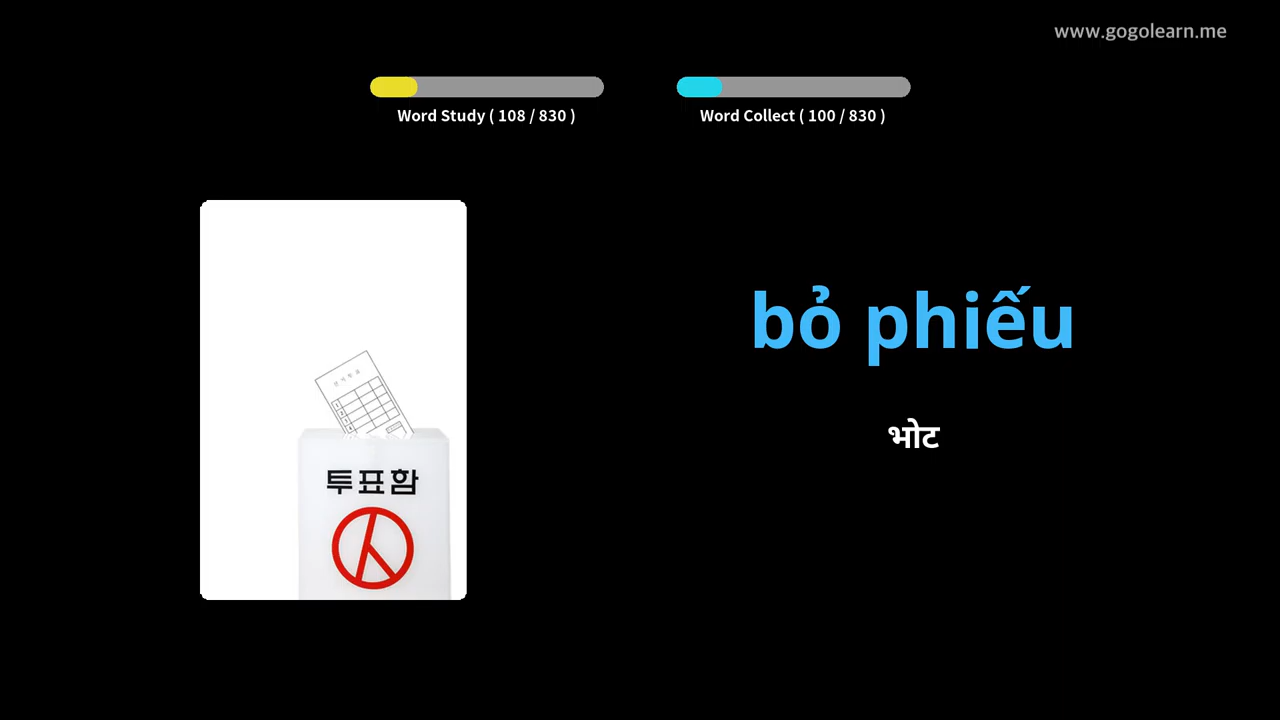 www.gogolearn.me
Word Study ( 108 / 830 )
Word Collect ( 100 / 830 )
bỏ phiếu
भोट
투표함